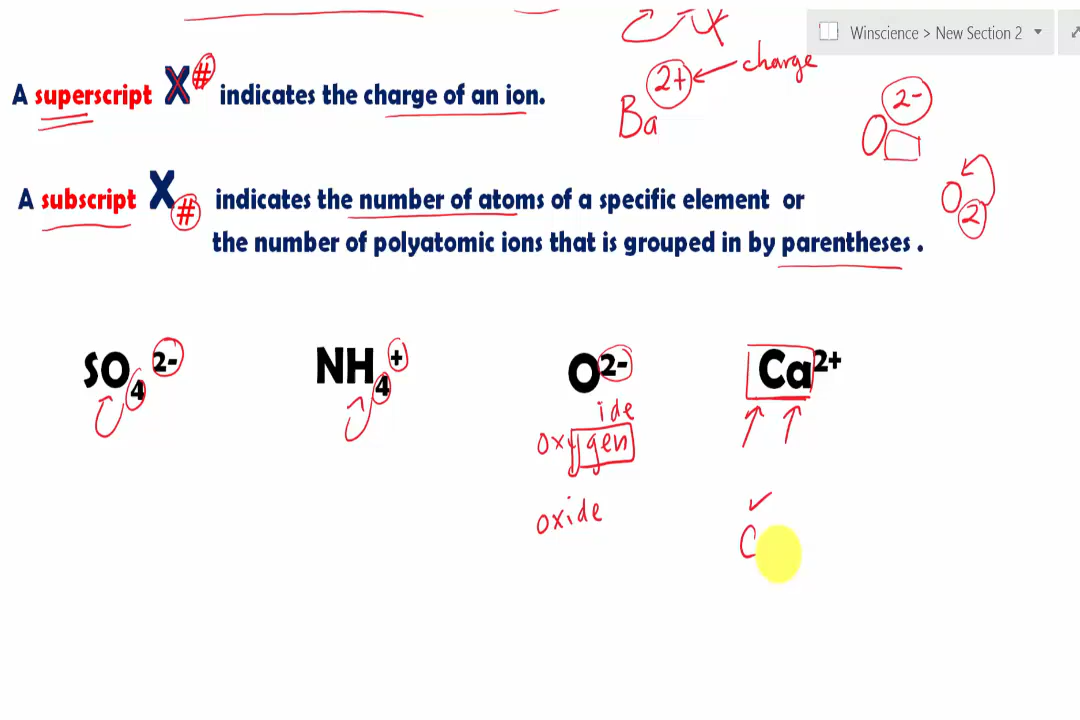 Winscience > New Section 2
A superscript X# indicates the charge of an ion.
Ba 2+ charge
O 2-
A subscript X# indicates the number of atoms of a specific element or
the number of polyatomic ions that is grouped in by parentheses .
O 2
SO4 2- NH4 + O2- Ca2+
ide
oxygen
oxide
C